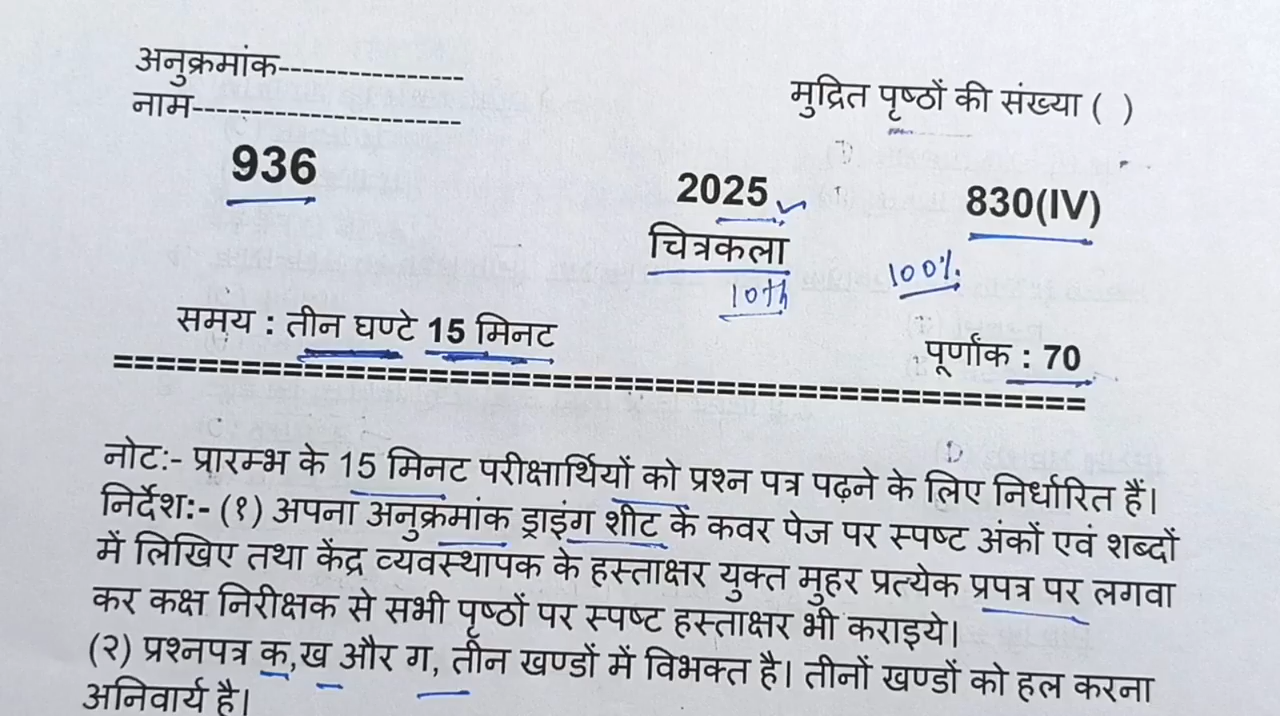 अनुक्रमांक-----------------
नाम------------------------
मुद्रित पृष्ठों की संख्या ( )
936
2025
830(IV)
चित्रकला
10th
100%
समय : तीन घण्टे 15 मिनट
पूर्णांक : 70
================================================
नोट:- प्रारम्भ के 15 मिनट परीक्षार्थियों को प्रश्न पत्र पढ़ने के लिए निर्धारित हैं।
निर्देश:- (१) अपना अनुक्रमांक ड्राइंग शीट के कवर पेज पर स्पष्ट अंकों एवं शब्दों
में लिखिए तथा केंद्र व्यवस्थापक के हस्ताक्षर युक्त मुहर प्रत्येक प्रपत्र पर लगवा
कर कक्ष निरीक्षक से सभी पृष्ठों पर स्पष्ट हस्ताक्षर भी कराइये।
(२) प्रश्नपत्र क,ख और ग, तीन खण्डों में विभक्त है। तीनों खण्डों को हल करना
अनिवार्य है।